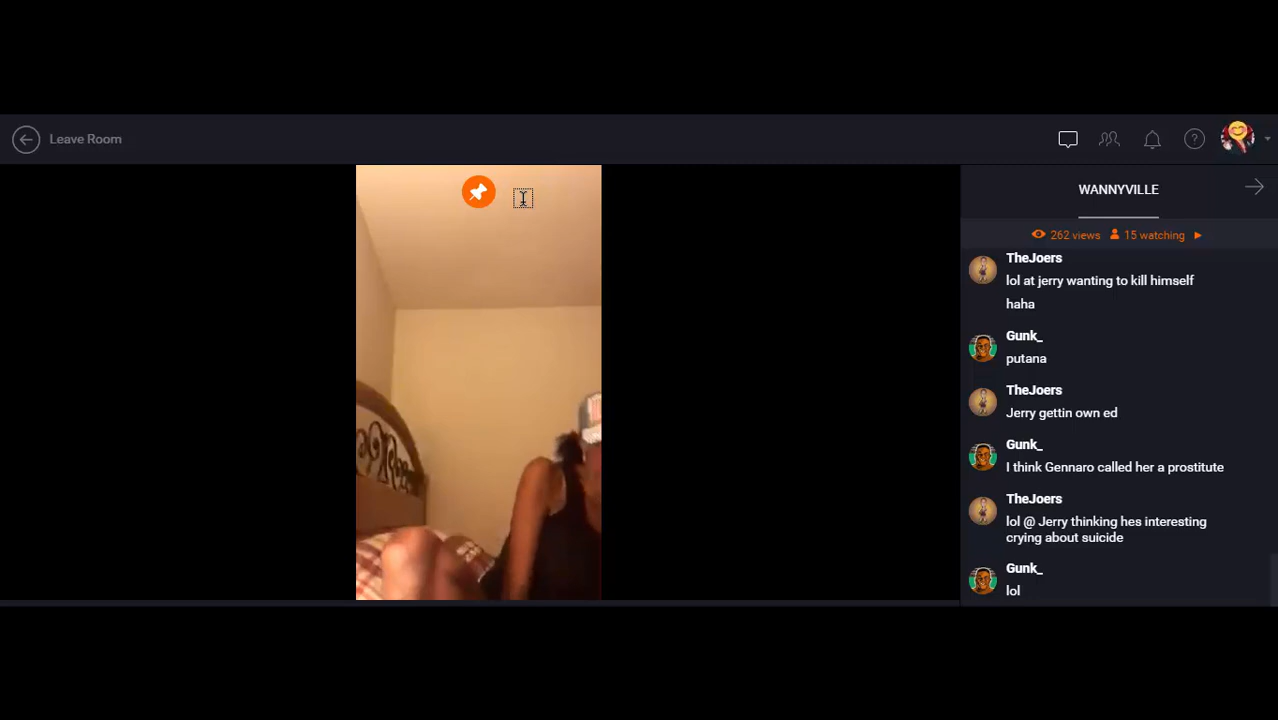 Leave Room
WANNYVILLE
262 views 15 watching
TheJoers
lol at jerry wanting to kill himself
haha
Gunk_
putana
TheJoers
Jerry gettin own ed
Gunk_
I think Gennaro called her a prostitute
TheJoers
lol @ Jerry thinking hes interesting
crying about suicide
Gunk_
lol